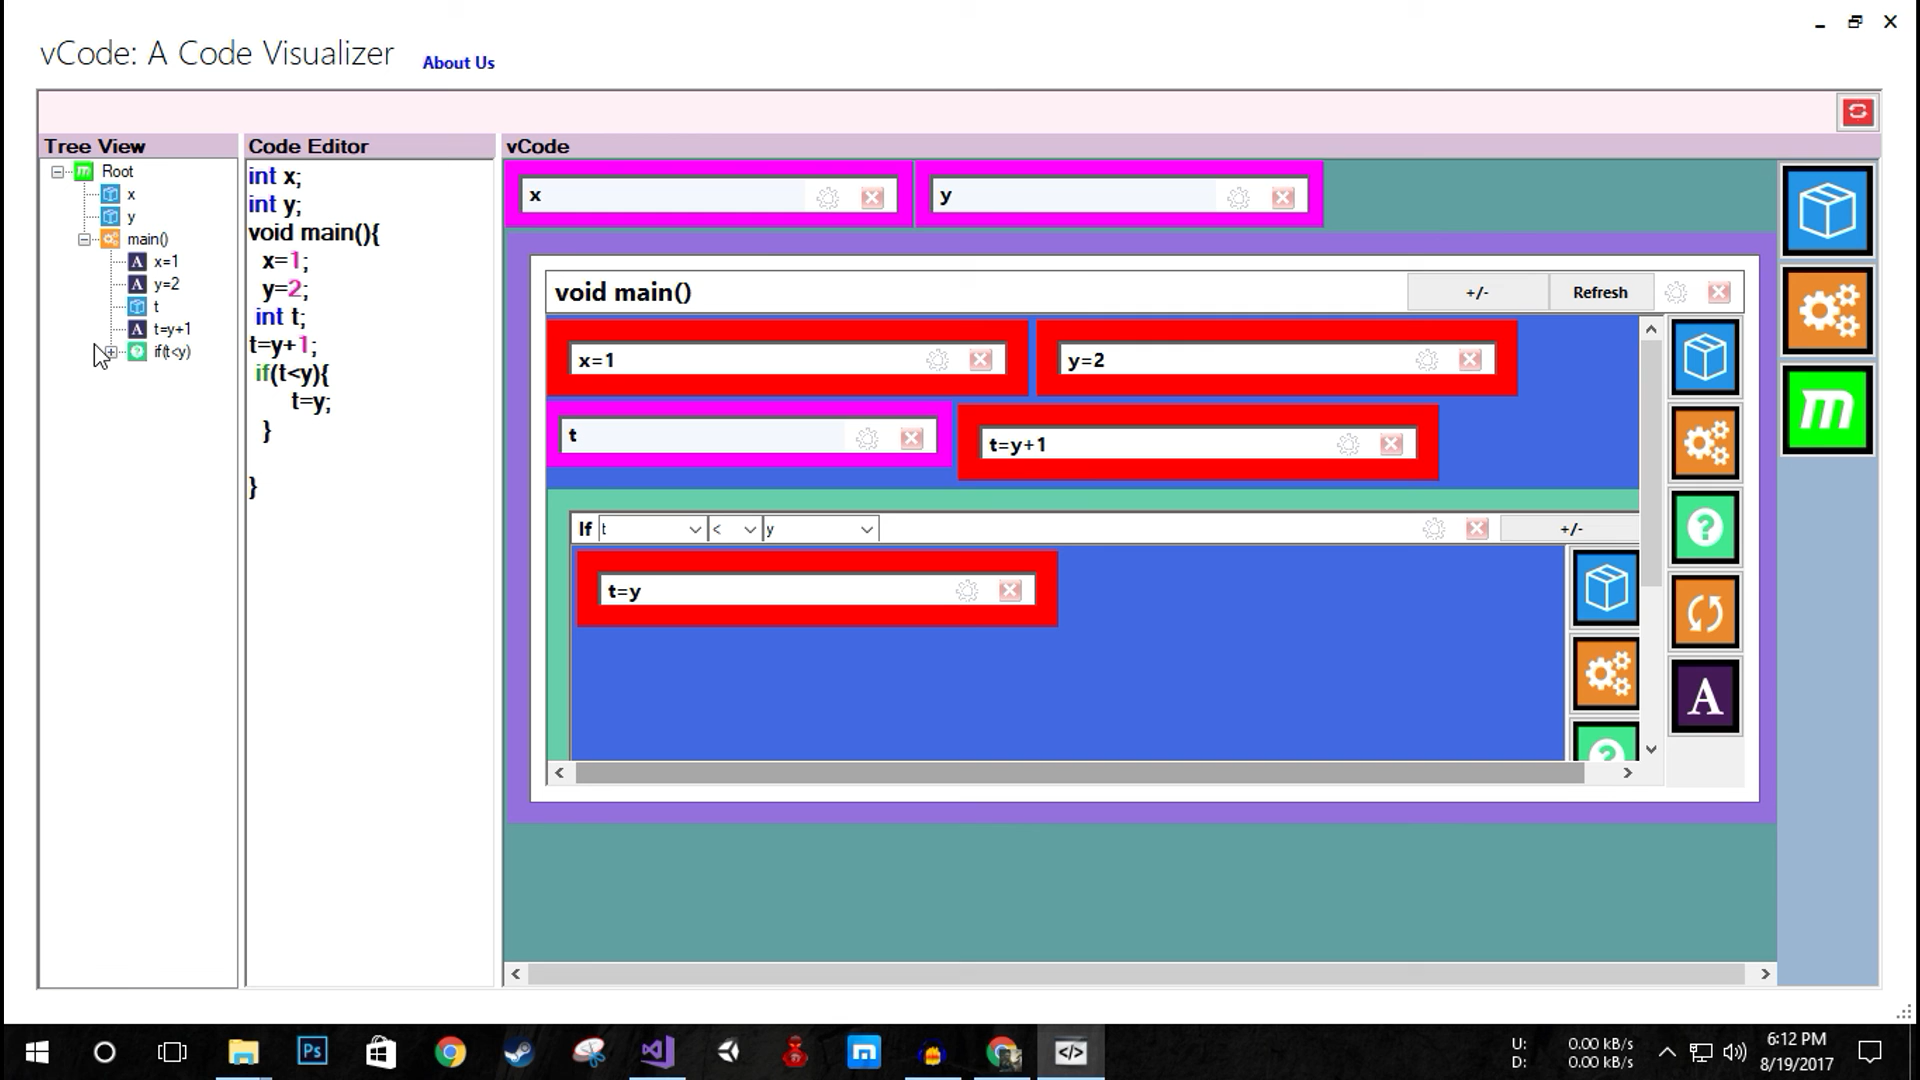 vCode: A Code Visualizer
About Us
Tree View
Root
x
y
main()
x=1
y=2
t
t=y+1
if(t<y)
Code Editor
int x;
int y;
void main(){
x=1;
y=2;
int t;
t=y+1;
if(t<y){
t=y;
}
}
vCode
x
y
void main()
+/-
Refresh
x=1
y=2
t
t=y+1
If t < y
+/-
t=y
m
A
Ps
m
</>
U: 0.00 kB/s
D: 0.00 kB/s
6:12 PM
8/19/2017